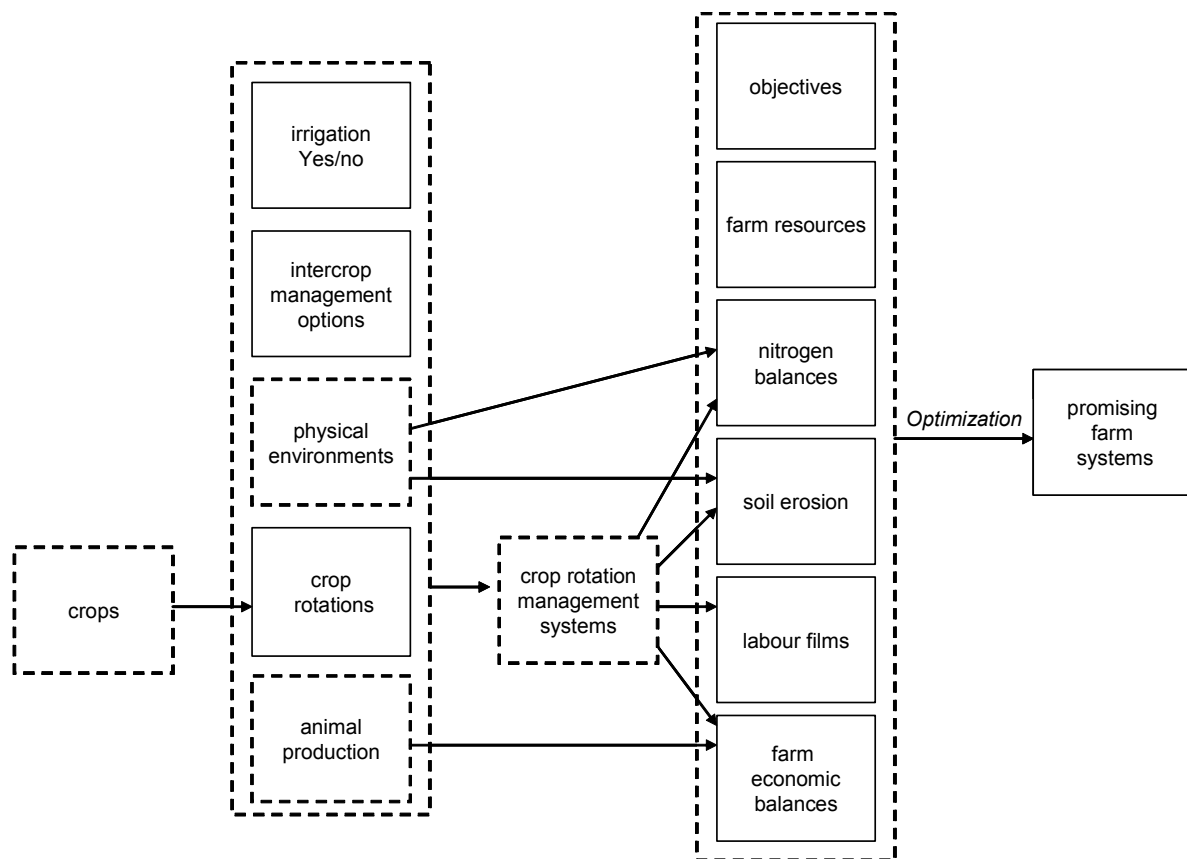 crops
irrigation
Yes/no
intercrop
management
options
physical
environments
crop
rotations
animal
production
crop rotation
management
systems
objectives
farm resources
nitrogen
balances
soil erosion
labour films
farm
economic
balances
Optimization
promising
farm
systems